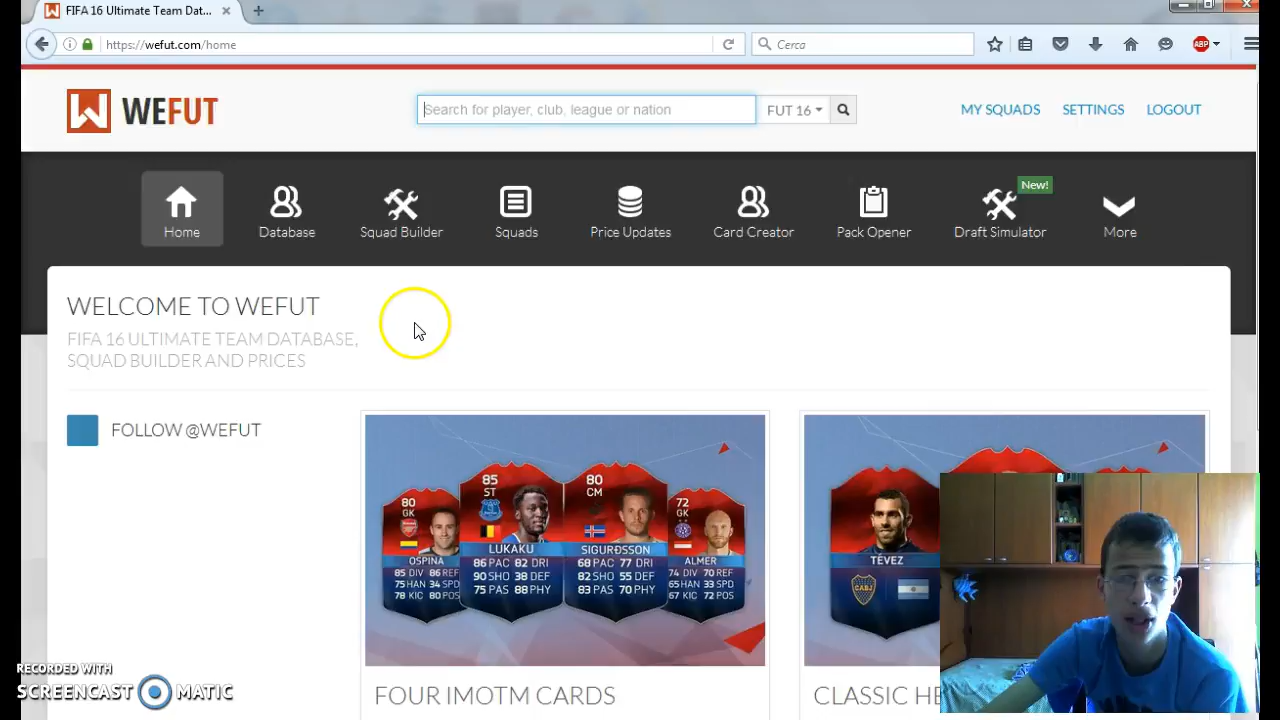 FIFA 16 Ultimate Team Dat...
https://wefut.com/home
Cerca
ABP
WEFUT
Search for player, club, league or nation
FUT 16
MY SQUADS
SETTINGS
LOGOUT
Home
Database
Squad Builder
Squads
Price Updates
Card Creator
Pack Opener
New!
Draft Simulator
More
WELCOME TO WEFUT
FIFA 16 ULTIMATE TEAM DATABASE,
SQUAD BUILDER AND PRICES
FOLLOW @WEFUT
80
GK
OSPINA
85 DIV 86 REF
75 HAN 34 SPD
78 KIC 80 POS
85
ST
LUKAKU
86 PAC 82 DRI
90 SHO 38 DEF
75 PAS 88 PHY
80
CM
SIGURÐSSON
68 PAC 77 DRI
82 SHO 55 DEF
83 PAS 70 PHY
72
GK
ALMER
74 DIV 70 REF
75 HAN 33 SPD
67 KIC 72 POS
TÉVEZ
CABJ
FOUR IMOTM CARDS
CLASSIC HE
RECORDED WITH
SCREENCAST MATIC